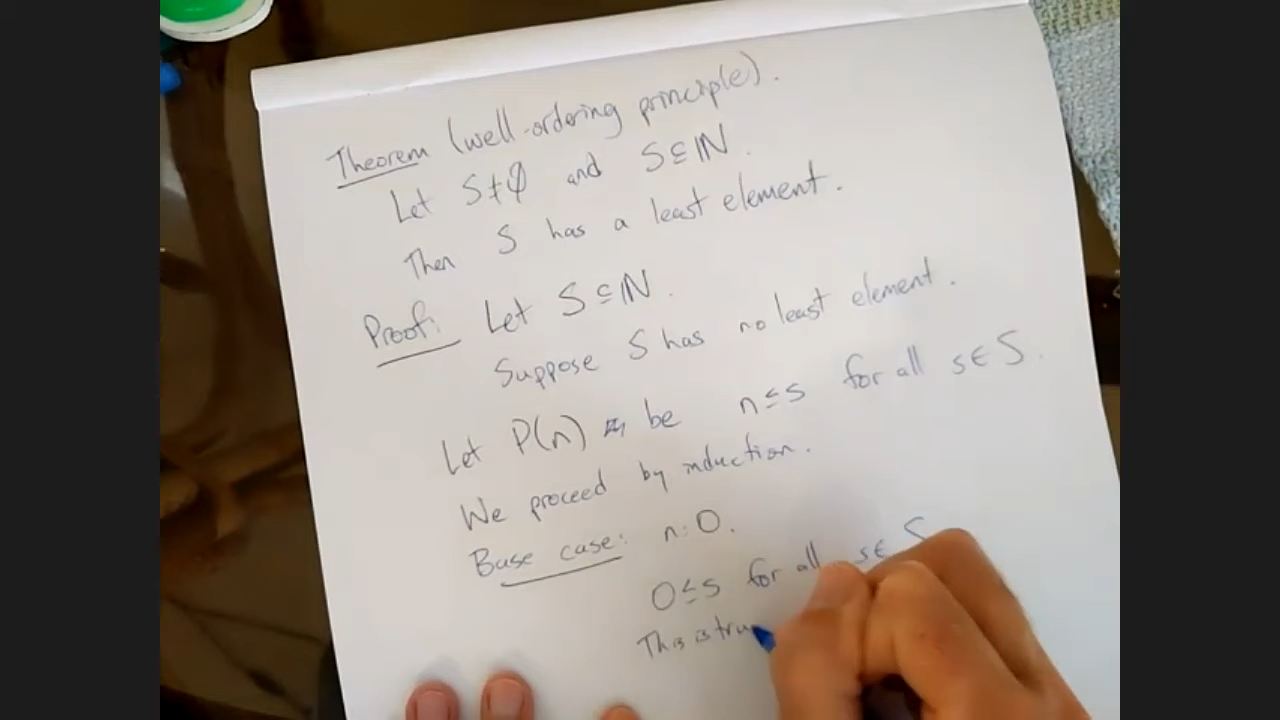 Theorem (well-ordering principle).
Let S≠∅ and S⊆ℕ.
Then S has a least element.
Proof: Let S⊆ℕ.
Suppose S has no least element.
Let P(n) be n≤s for all s∈S.
We proceed by induction.
Base case: n=0.
0≤s for all s∈S
This is tru